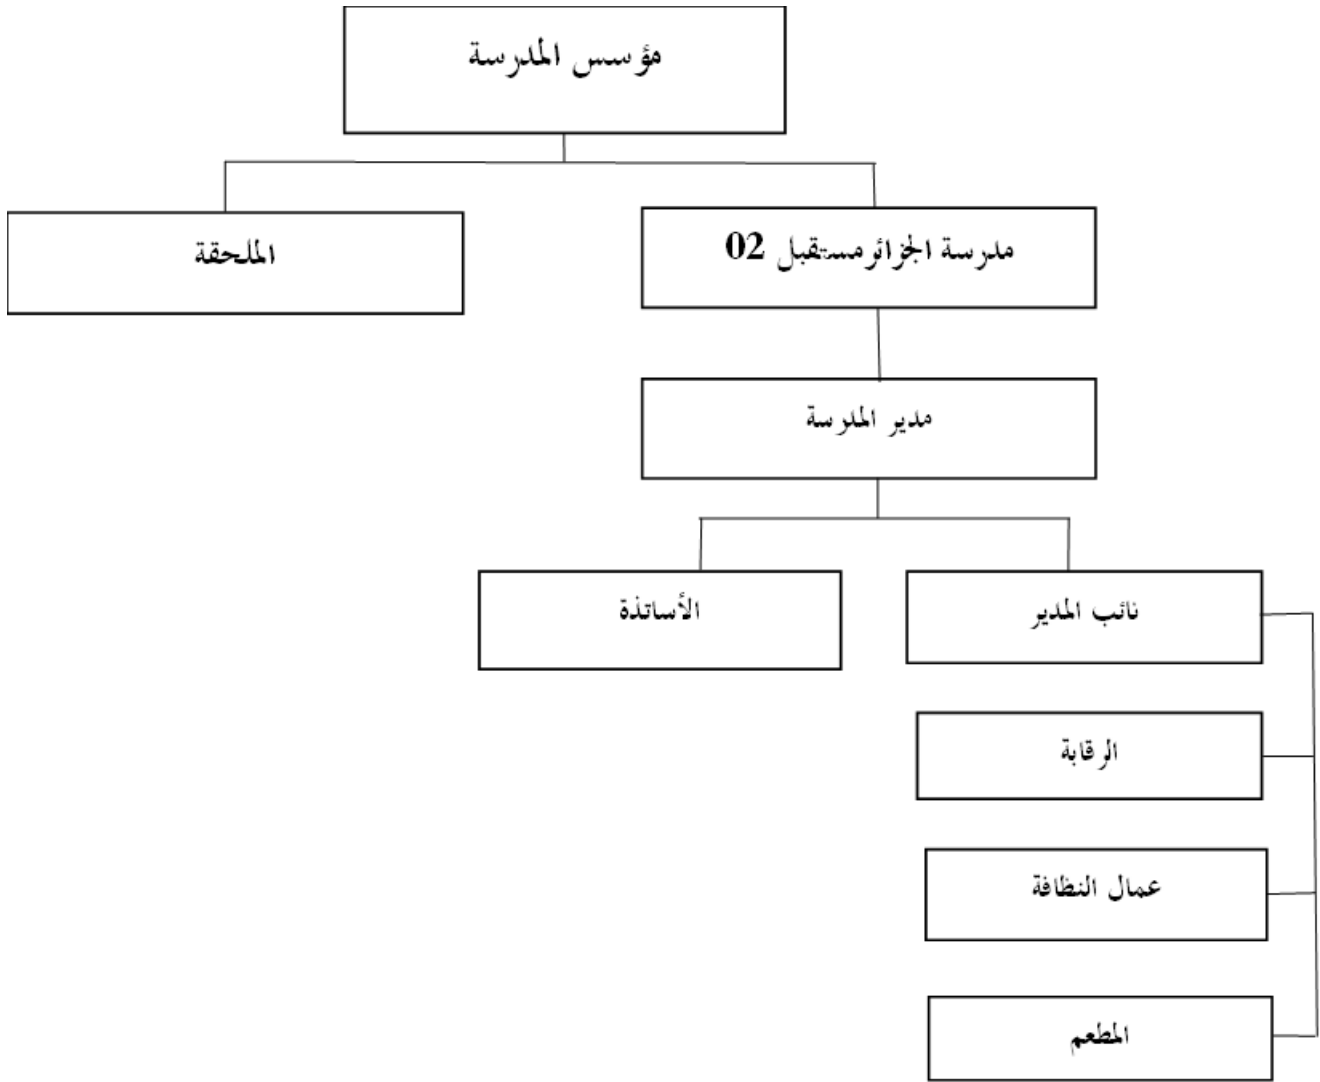 مؤسس المدرسة
مدرسة الجزائرمستقبل 02
الملحقة
مدير المدرسة
نائب المدير
الأساتذة
الرقابة
عمال النظافة
المطعم